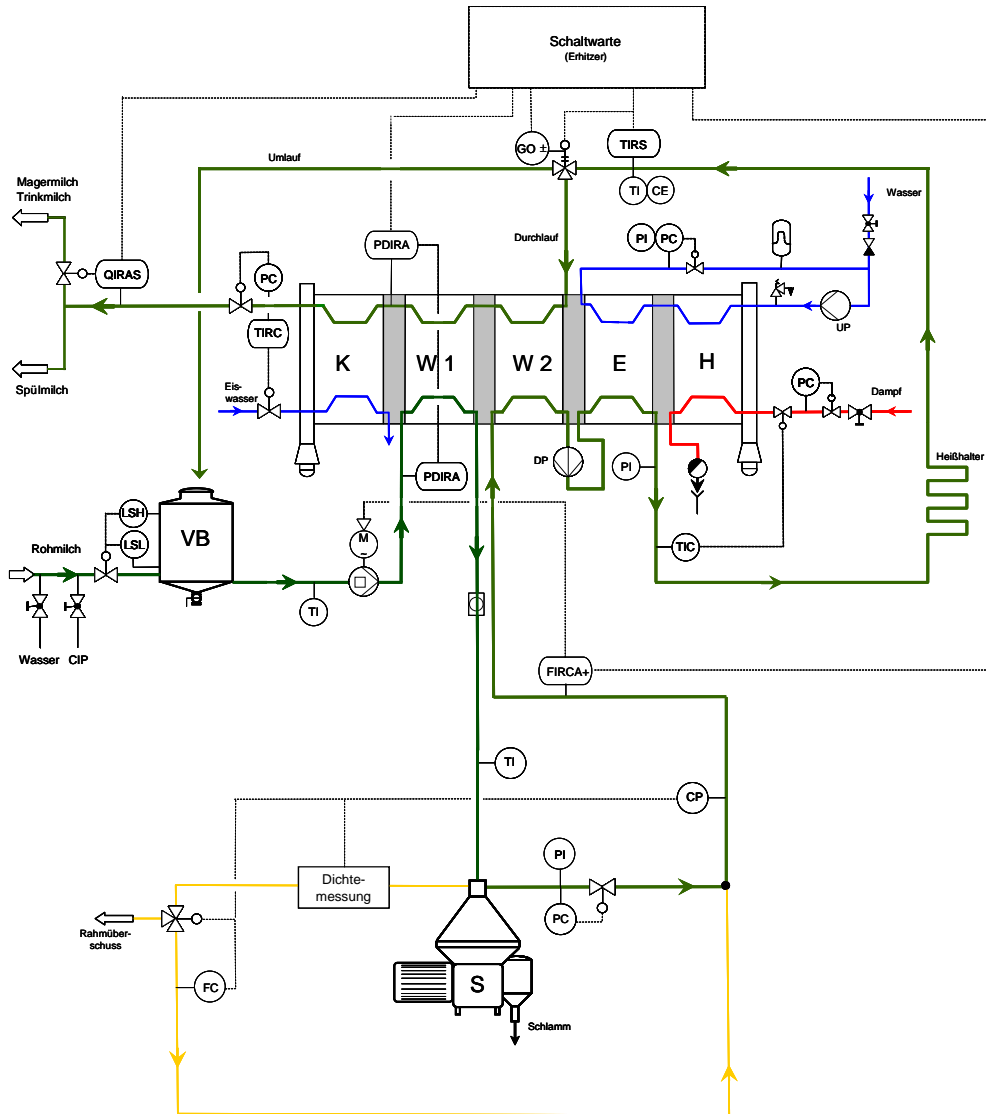 Schaltwarte
(Erhitzer)
GO ±
TIRS
Umlauf
TI
CE
Magermilch
Trinkmilch
Wasser
Durchlauf
PI
PC
PDIRA
QIRAS
PC
TIRC
UP
K
W 1
W 2
E
H
Spülmilch
Eis-
wasser
PC
Dampf
DP
PI
Heißhalter
PDIRA
LSH
VB
LSL
M
~
TIC
Rohmilch
TI
Wasser
CIP
FIRCA+
TI
CP
PI
Dichte-
messung
PC
Rahmüber-
schuss
FC
S
Schlamm